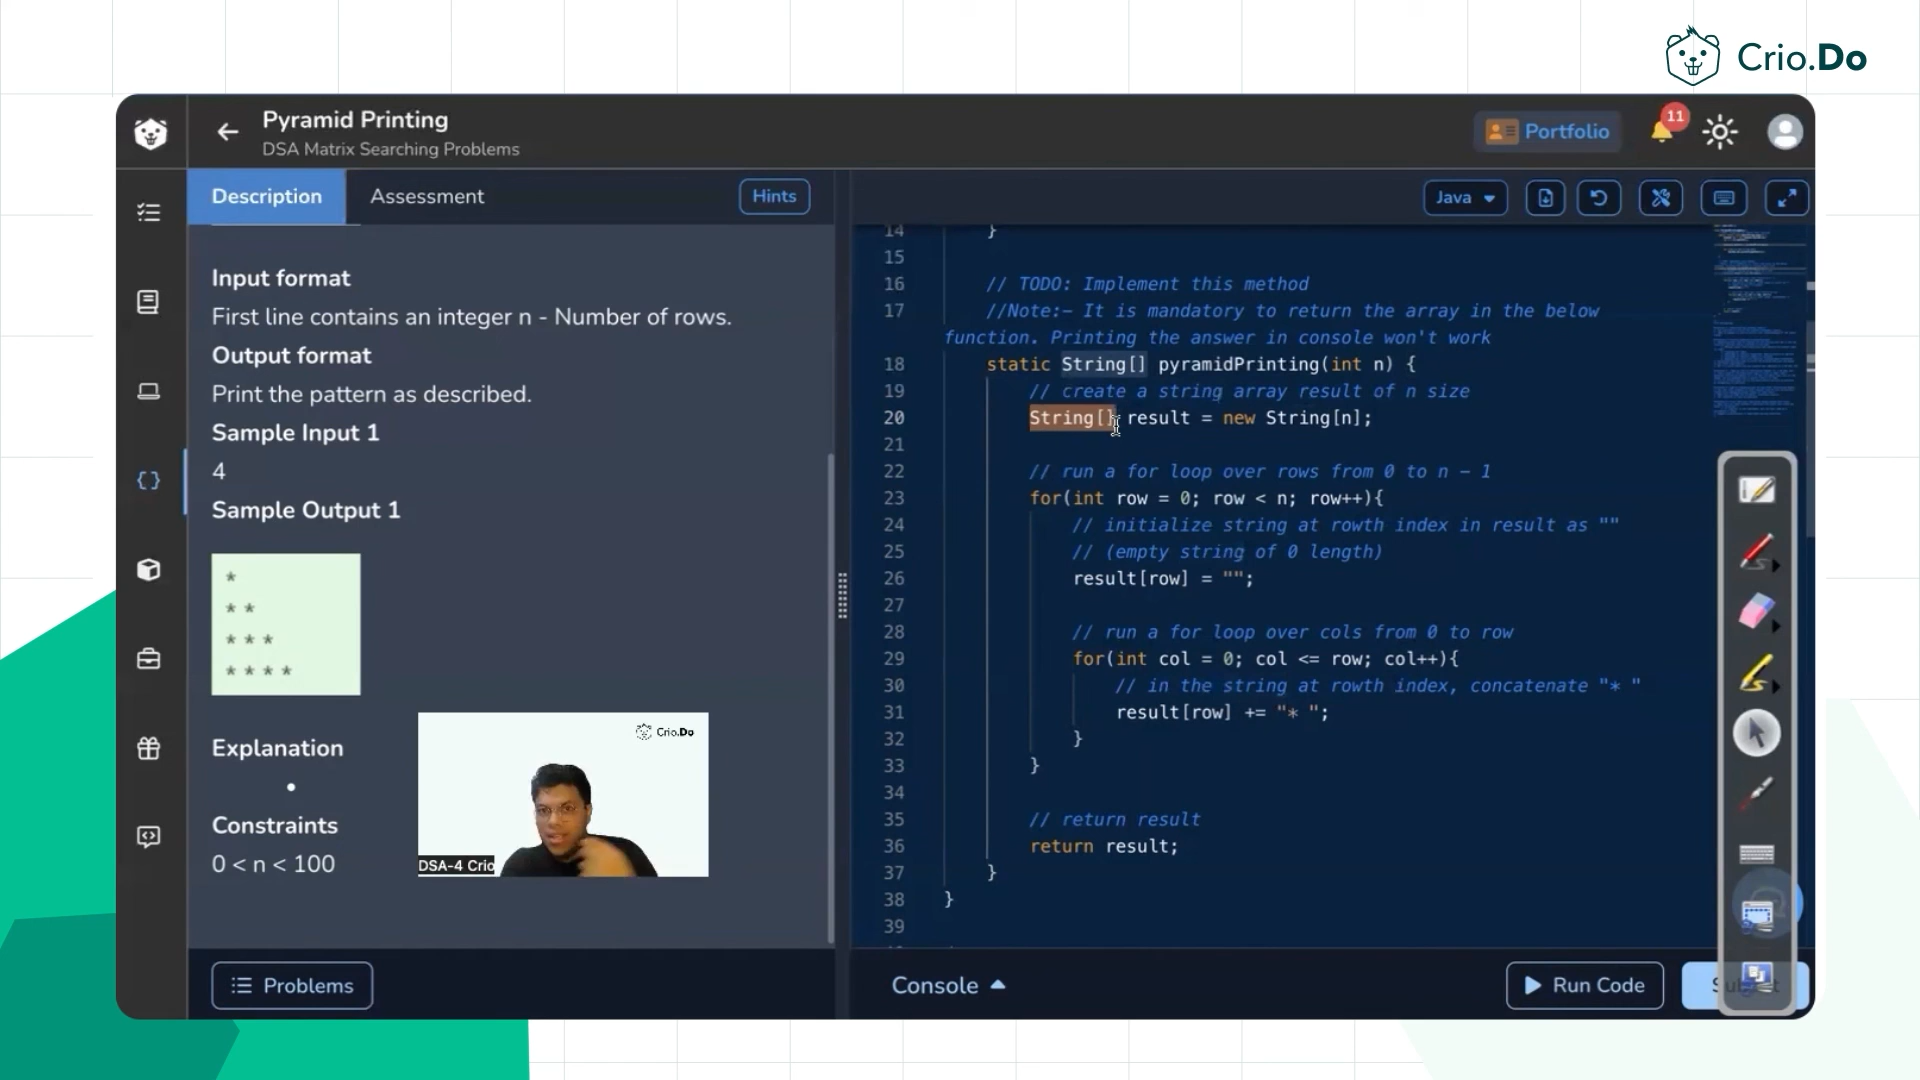 Crio.Do
Pyramid Printing
DSA Matrix Searching Problems
Portfolio
11
Description
Assessment
Hints
Java
Input format
First line contains an integer n - Number of rows.
Output format
Print the pattern as described.
Sample Input 1
4
Sample Output 1
*
* *
* * *
* * * *
Explanation
Constraints
0 < n < 100
Crio.Do
DSA-4 Crio
14 }
15
16 // TODO: Implement this method
17 //Note:- It is mandatory to return the array in the below
function. Printing the answer in console won't work
18 static String[] pyramidPrinting(int n) {
19 // create a string array result of n size
20 String[] result = new String[n];
21
22 // run a for loop over rows from 0 to n - 1
23 for(int row = 0; row < n; row++){
24 // initialize string at rowth index in result as ""
25 // (empty string of 0 length)
26 result[row] = "";
27
28 // run a for loop over cols from 0 to row
29 for(int col = 0; col <= row; col++){
30 // in the string at rowth index, concatenate "* "
31 result[row] += "* ";
32 }
33 }
34
35 // return result
36 return result;
37 }
38 }
39
Problems
Console
Run Code